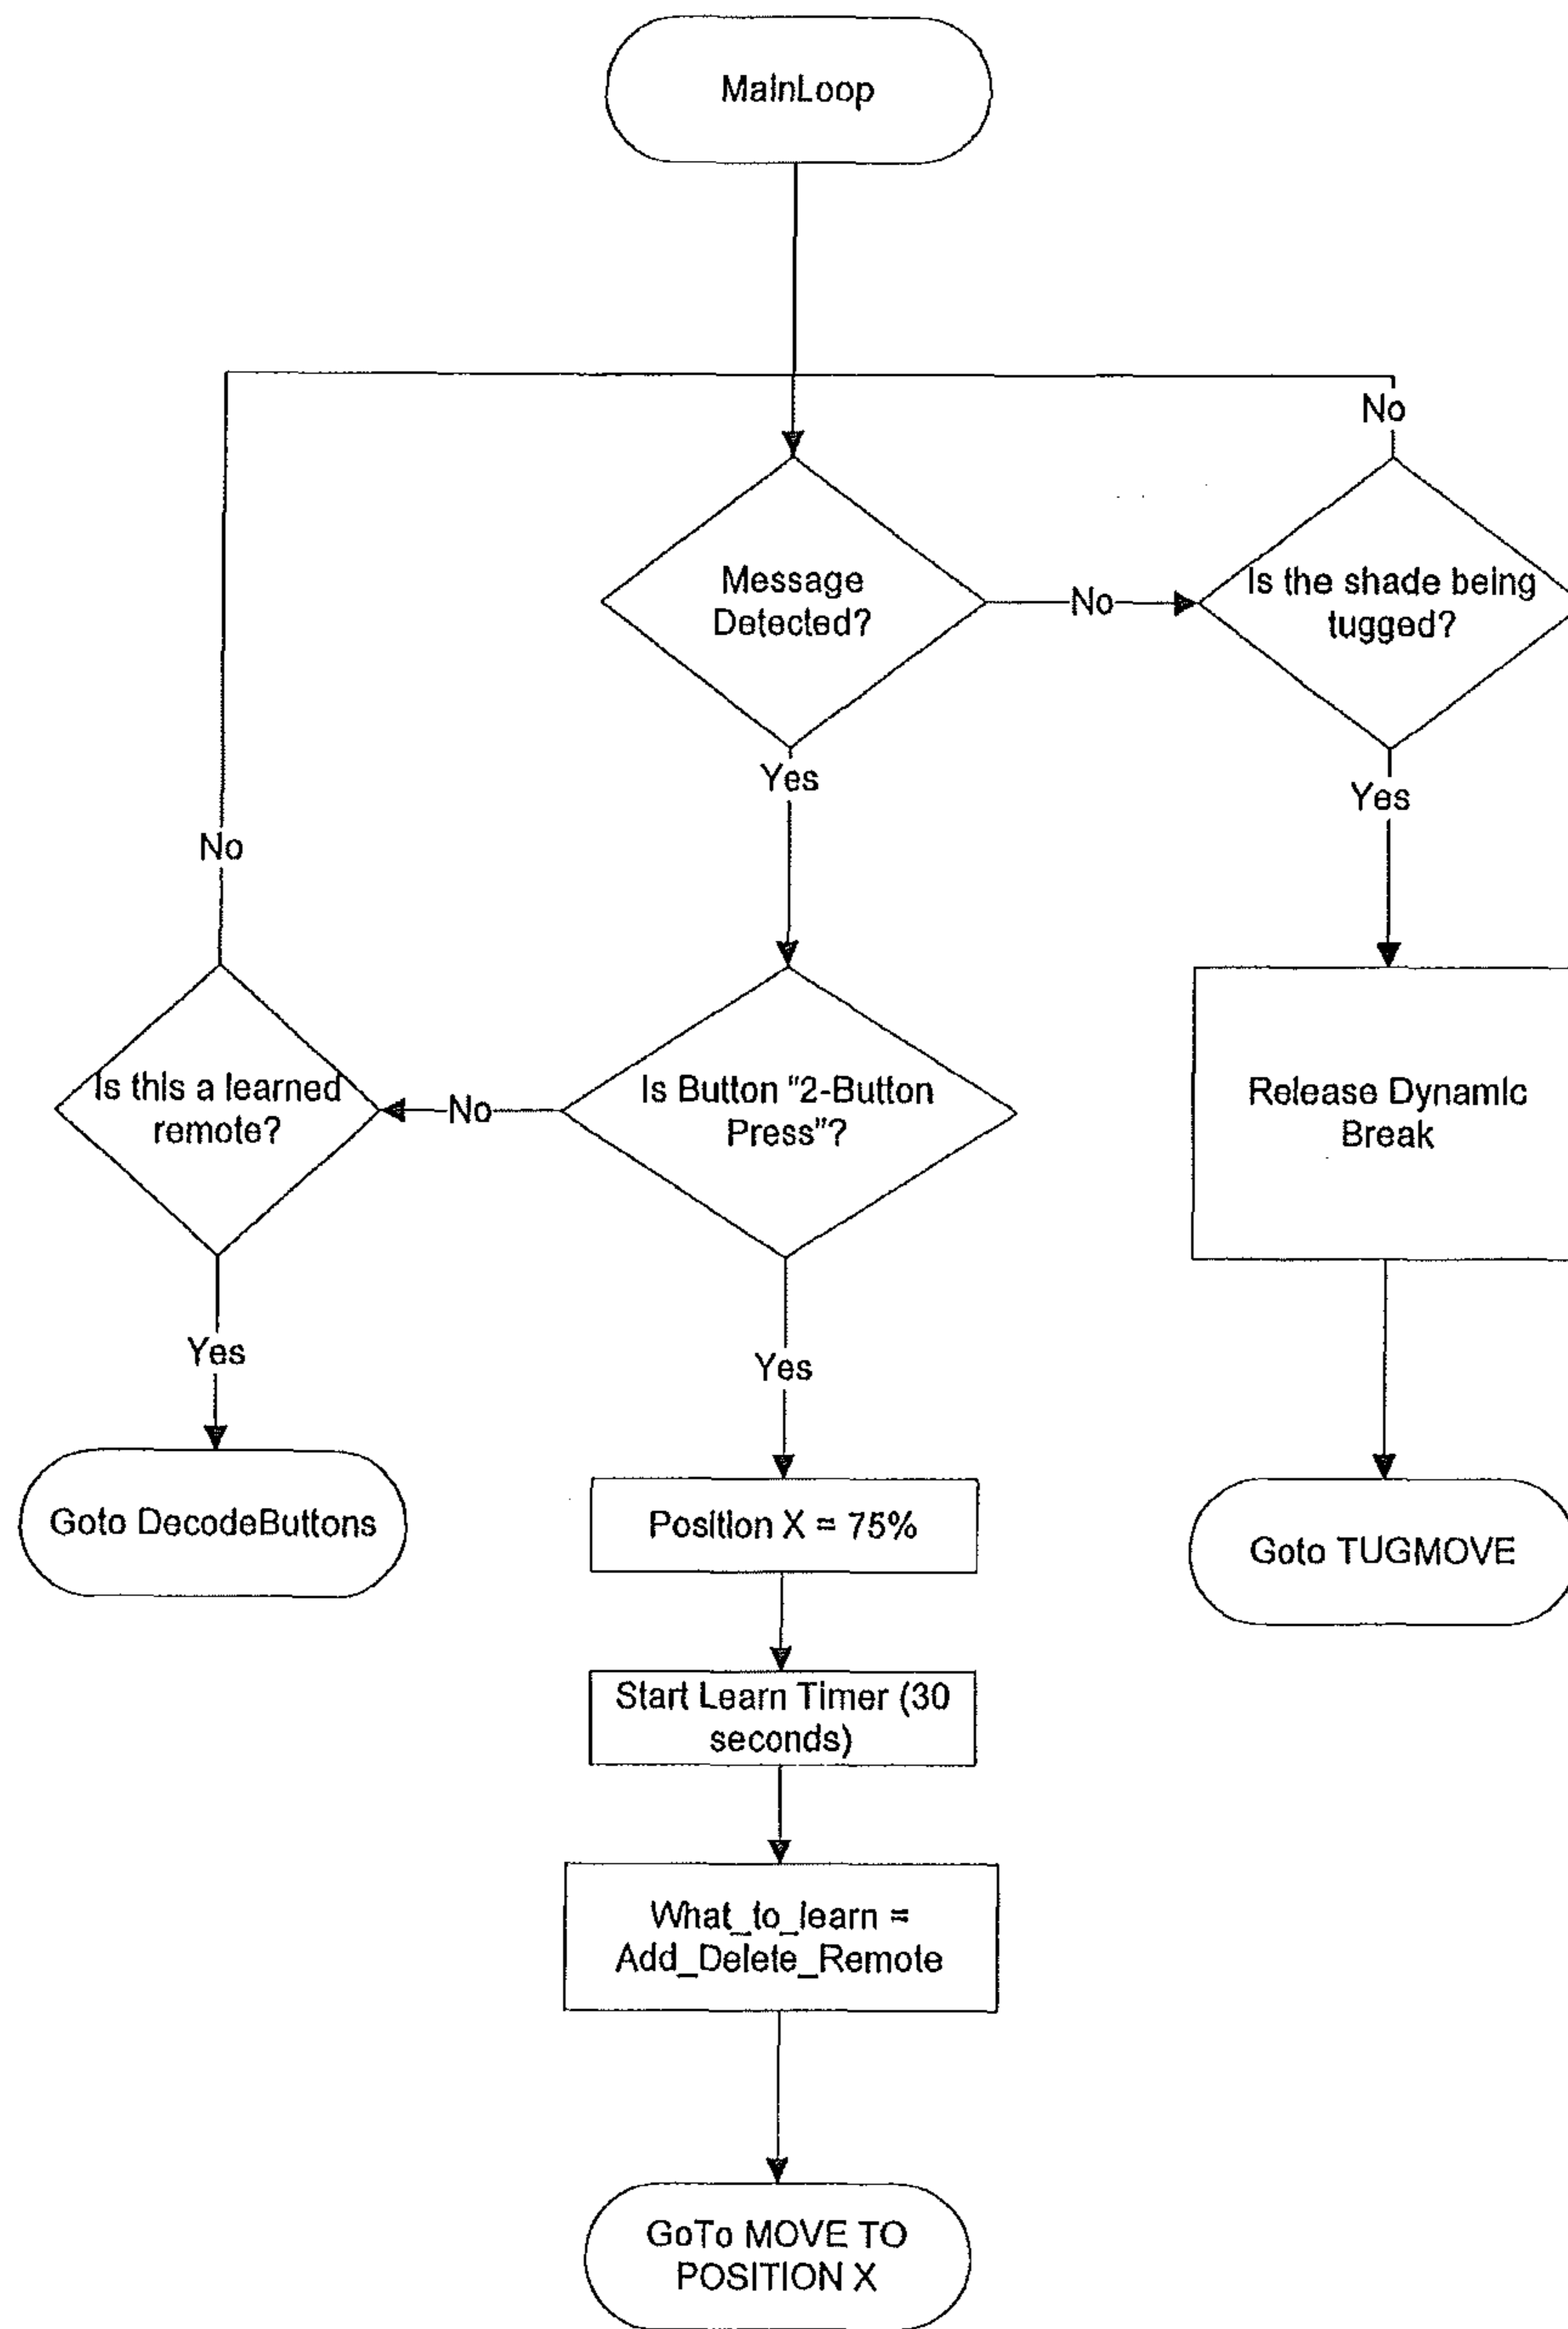 MainLoop
No
Message
Detected?
No
Is the shade being
tugged?
Yes
Yes
No
Is this a learned
remote?
No
Is Button "2-Button
Press"?
Release Dynamic
Break
Yes
Yes
Goto DecodeButtons
Position X = 75%
Goto TUGMOVE
Start Learn Timer (30
seconds)
What_to_learn =
Add_Delete_Remote
GoTo MOVE TO
POSITION X